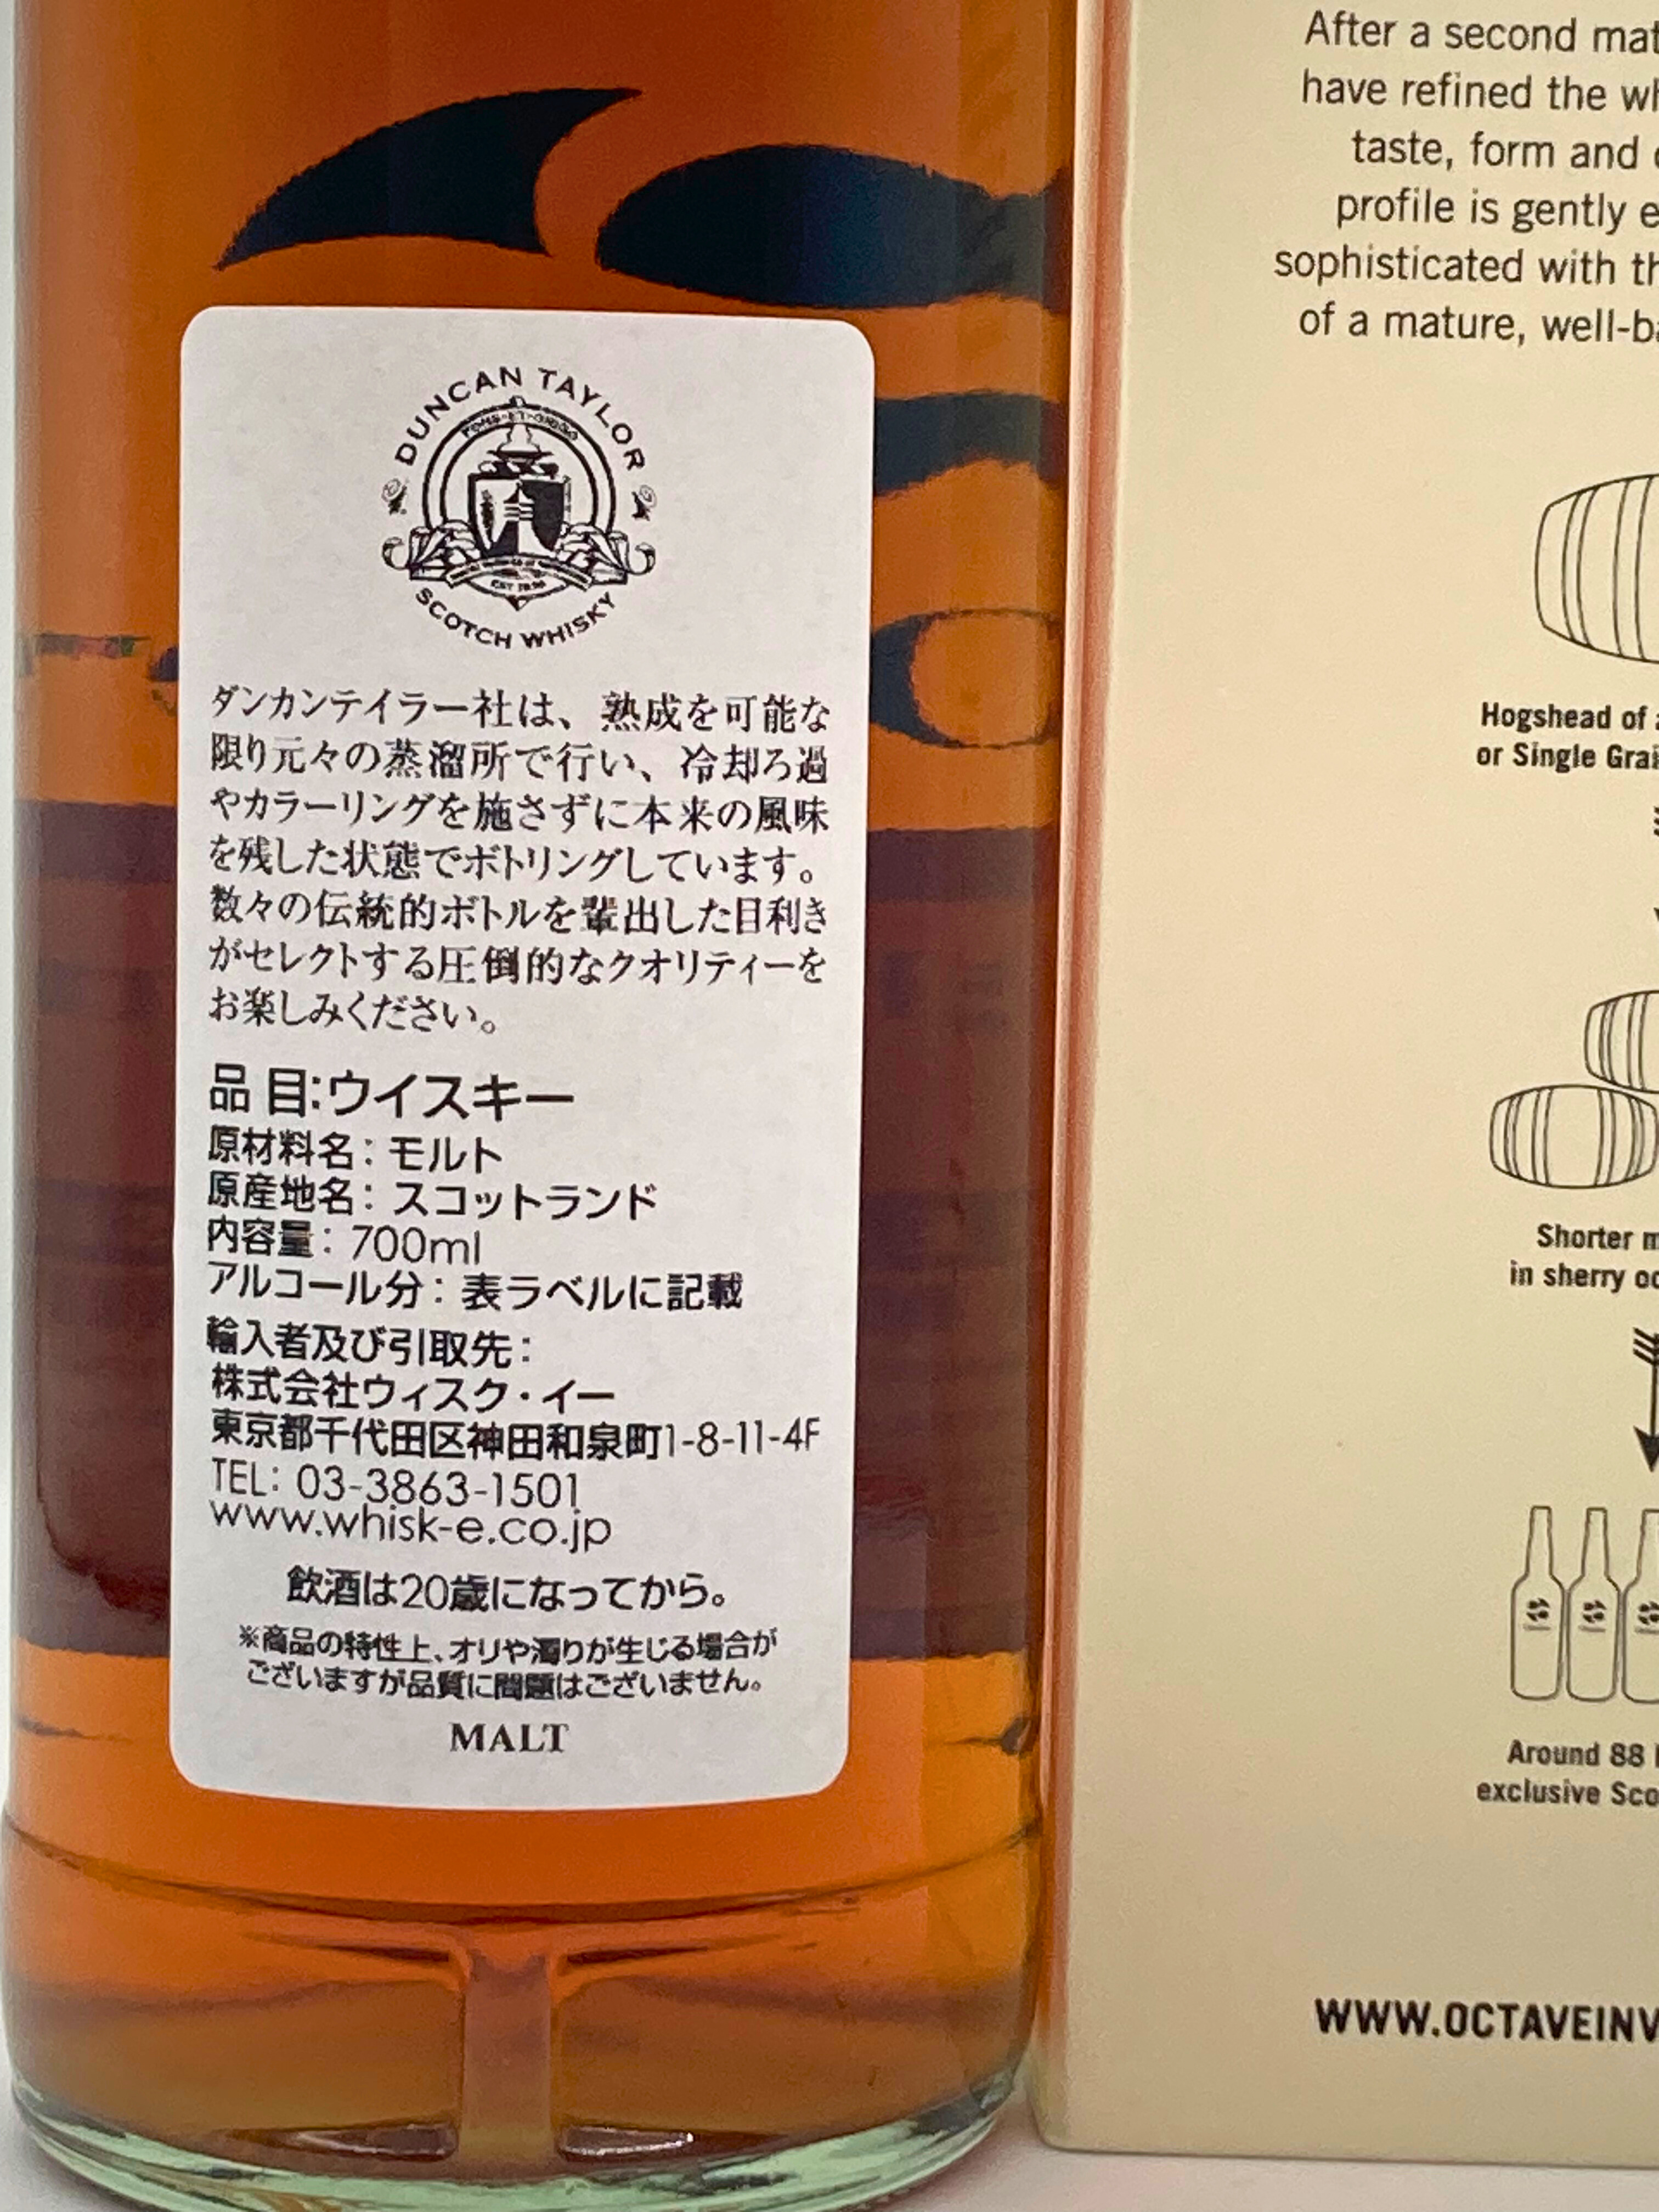 DUNCAN TAYLOR
SCOTCH WHISKY
ダンカンテイラー社は、熟成を可能な
限り元々の蒸溜所で行い、冷却ろ過
やカラーリングを施さずに本来の風味
を残した状態でボトリングしています。
数々の伝統的ボトルを輩出した目利き
がセレクトする圧倒的なクオリティーを
お楽しみください。
品 目:ウイスキー
原材料名：モルト
原産地名：スコットランド
内容量：700ml
アルコール分：表ラベルに記載
輸入者及び引取先：
株式会社ウィスク・イー
東京都千代田区神田和泉町1-8-11-4F
TEL: 03-3863-1501
www.whisk-e.co.jp
飲酒は20歳になってから。
※商品の特性上、オリや濁りが生じる場合が
ございますが品質に問題はございません。
MALT
After a second
have refined the
taste, form and
profile is gently
sophisticated with
of a mature,
Hogshead of
or Single
Shorter
in sherry
Around 88
exclusive
WWW.OCTAVEINV